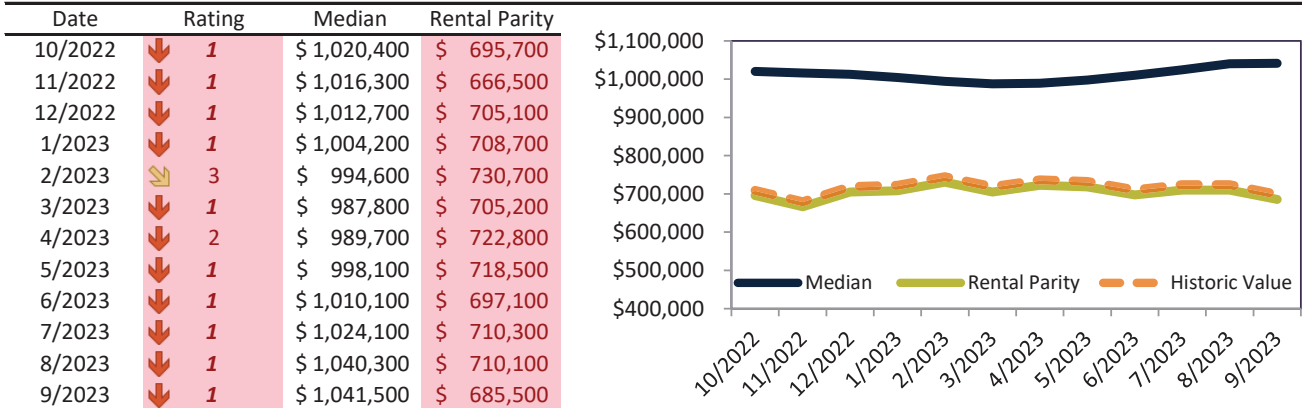 Date Rating Median Rental Parity
10/2022 1 $ 1,020,400 $ 695,700
11/2022 1 $ 1,016,300 $ 666,500
12/2022 1 $ 1,012,700 $ 705,100
1/2023 1 $ 1,004,200 $ 708,700
2/2023 3 $ 994,600 $ 730,700
3/2023 1 $ 987,800 $ 705,200
4/2023 2 $ 989,700 $ 722,800
5/2023 1 $ 998,100 $ 718,500
6/2023 1 $ 1,010,100 $ 697,100
7/2023 1 $ 1,024,100 $ 710,300
8/2023 1 $ 1,040,300 $ 710,100
9/2023 1 $ 1,041,500 $ 685,500
$1,100,000
$1,000,000
$900,000
$800,000
$700,000
$600,000
$500,000
$400,000
Median Rental Parity Historic Value
10/2022 11/2022 12/2022 1/2023 2/2023 3/2023 4/2023 5/2023 6/2023 7/2023 8/2023 9/2023